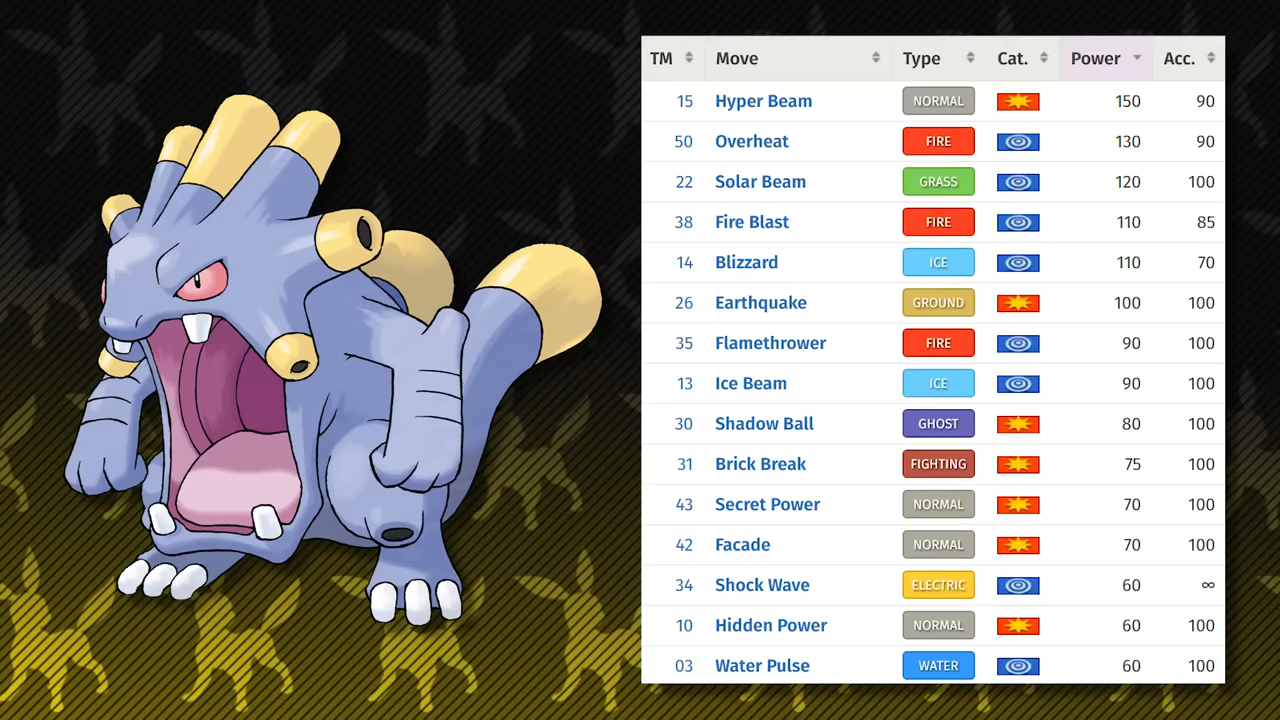 TM Move Type Cat. Power Acc.
15 Hyper Beam NORMAL 150 90
50 Overheat FIRE 130 90
22 Solar Beam GRASS 120 100
38 Fire Blast FIRE 110 85
14 Blizzard ICE 110 70
26 Earthquake GROUND 100 100
35 Flamethrower FIRE 90 100
13 Ice Beam ICE 90 100
30 Shadow Ball GHOST 80 100
31 Brick Break FIGHTING 75 100
43 Secret Power NORMAL 70 100
42 Facade NORMAL 70 100
34 Shock Wave ELECTRIC 60 ∞
10 Hidden Power NORMAL 60 100
03 Water Pulse WATER 60 100